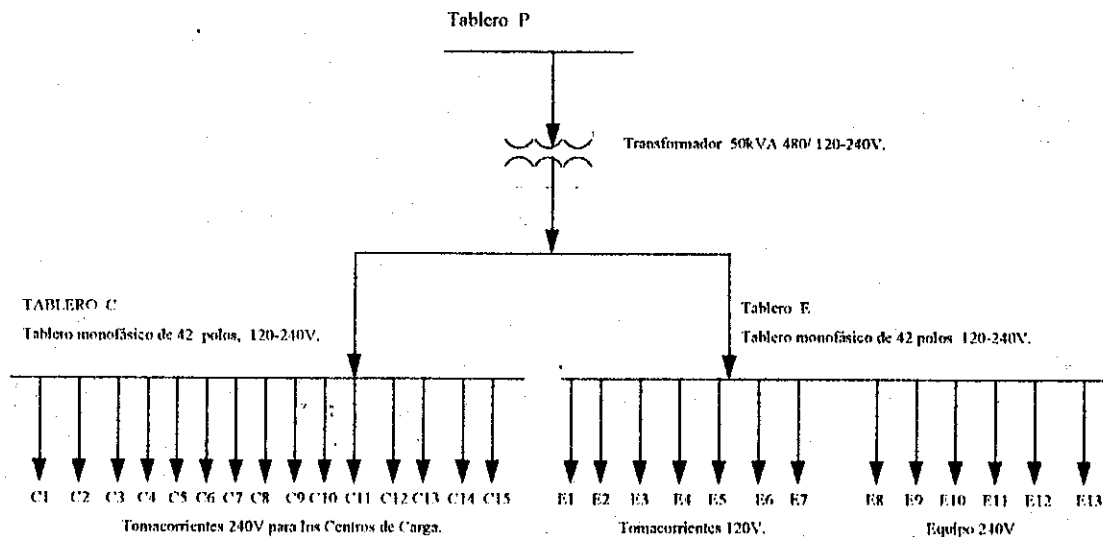 Tablero P
Transformador 50kVA 480/ 120-240V.
TABLERO C
Tablero monofásico de 42 polos, 120-240V.
Tablero E
Tablero monofásico de 42 polos 120-240V.
C1 C2 C3 C4 C5 C6 C7 C8 C9 C10 C11 C12 C13 C14 C15
E1 E2 E3 E4 E5 E6 E7
E8 E9 E10 E11 E12 E13
Tomacorrientes 240V para los Centros de Carga.
Tomacorrientes 120V.
Equipo 240V